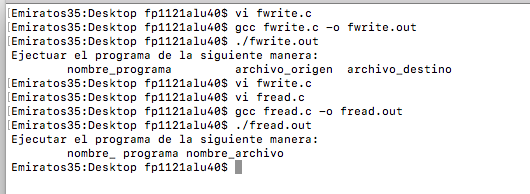 [Emiratos35:Desktop fp1121alu40$ vi fwrite.c
[Emiratos35:Desktop fp1121alu40$ gcc fwrite.c -o fwrite.out
[Emiratos35:Desktop fp1121alu40$ ./fwrite.out
Ejectuar el programa de la siguiente manera:
nombre_programa archivo_origen archivo_destino
[Emiratos35:Desktop fp1121alu40$ vi fwrite.c
[Emiratos35:Desktop fp1121alu40$ vi fread.c
[Emiratos35:Desktop fp1121alu40$ gcc fread.c -o fread.out
[Emiratos35:Desktop fp1121alu40$ ./fread.out
Ejecutar el programa de la siguiente manera:
nombre_ programa nombre_archivo
Emiratos35:Desktop fp1121alu40$